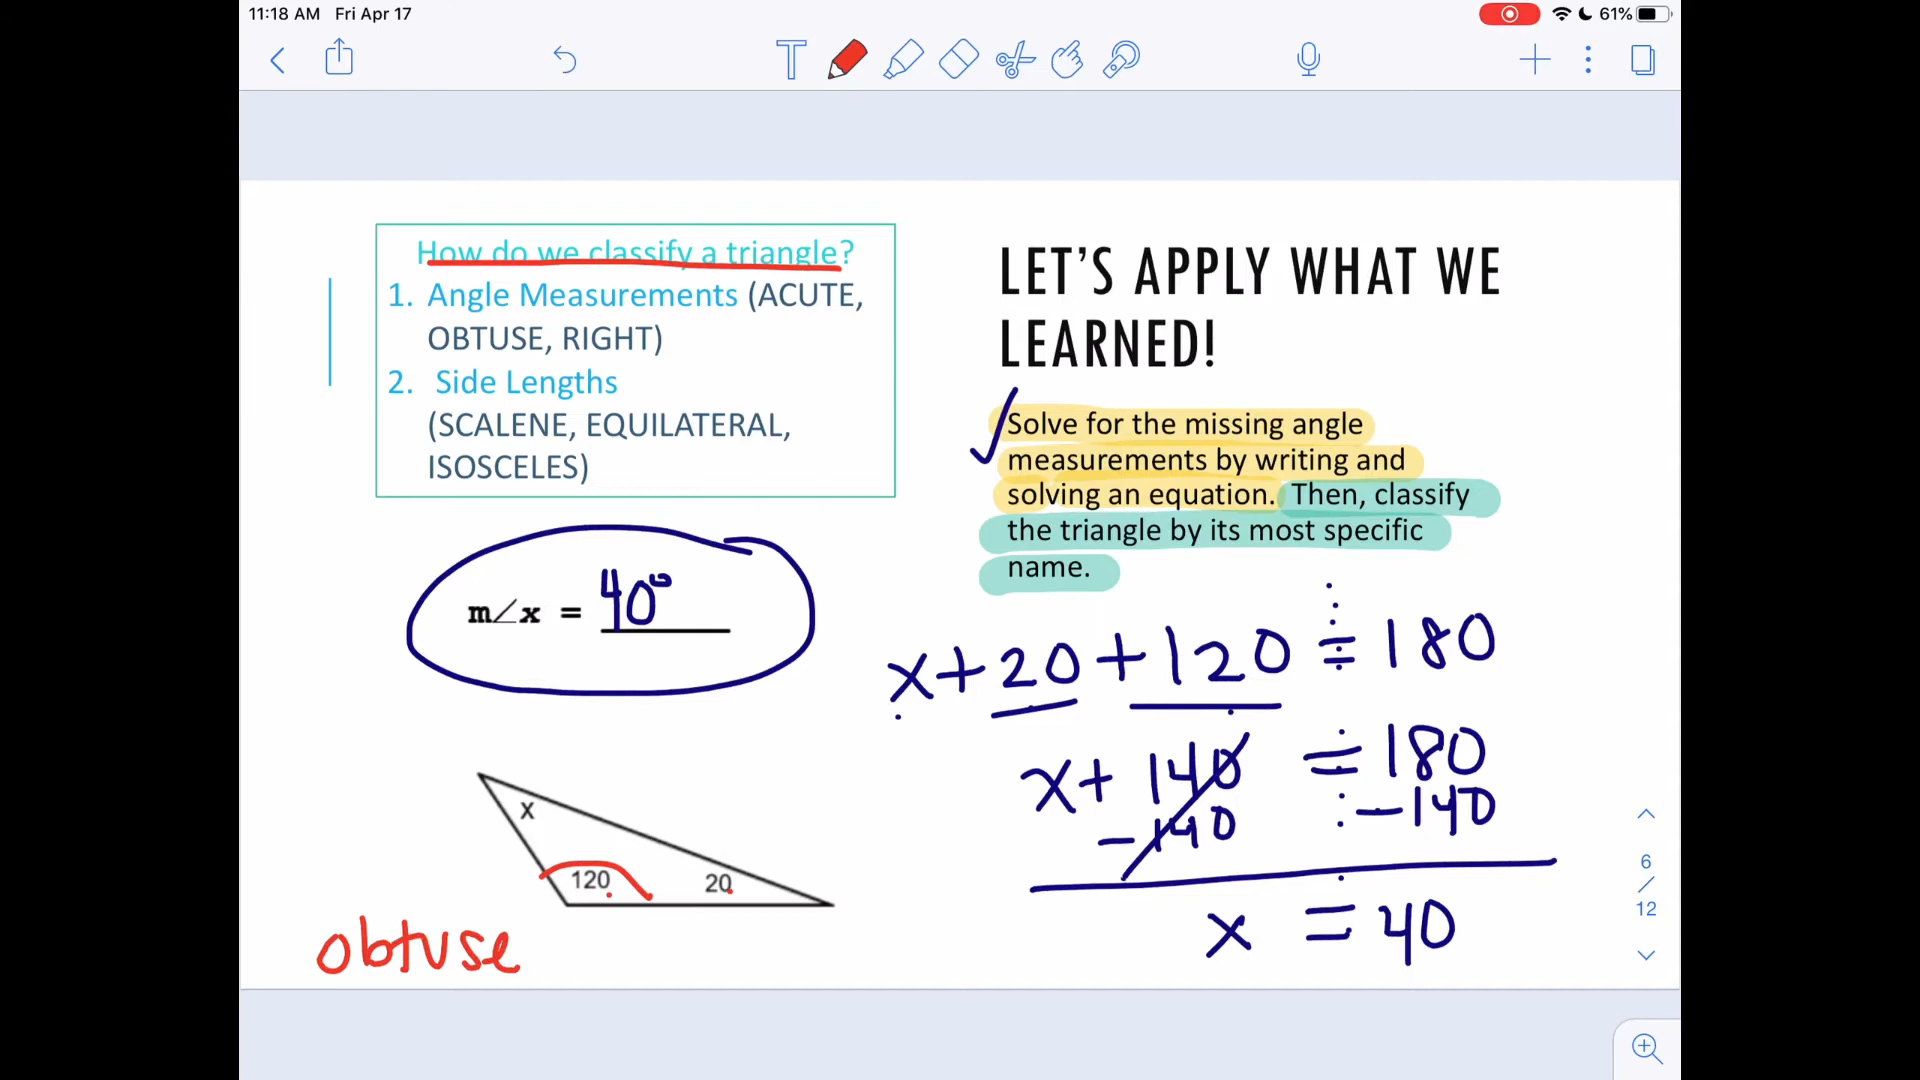 11:18 AM Fri Apr 17
61%
T
How do we classify a triangle?
1. Angle Measurements (ACUTE,
OBTUSE, RIGHT)
2. Side Lengths
(SCALENE, EQUILATERAL,
ISOSCELES)
LET'S APPLY WHAT WE
LEARNED!
Solve for the missing angle
measurements by writing and
solving an equation. Then, classify
the triangle by its most specific
name.
m∠x = 40°
x + 20 + 120 = 180
x + 140 = 180
- 140 - 140
x = 40
x
120
20
obtuse
6
/
12